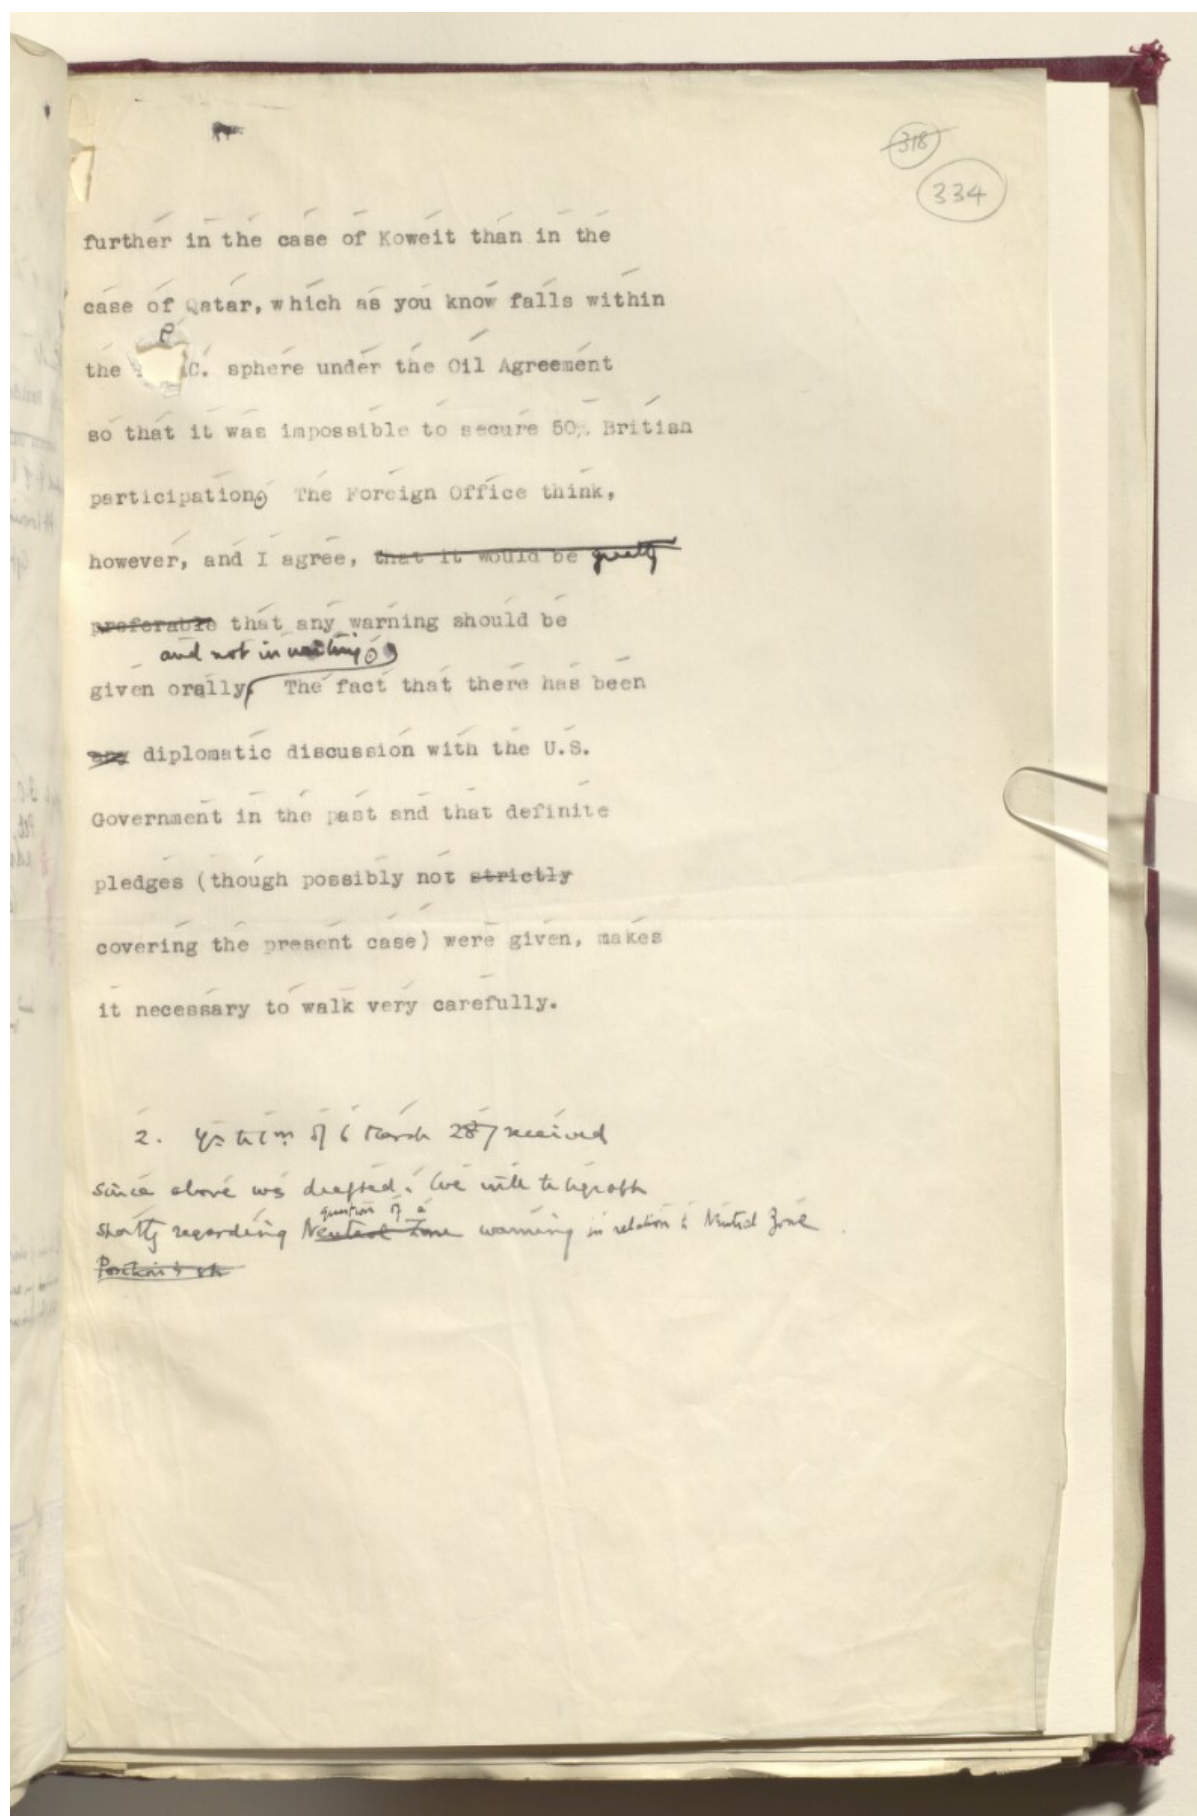 318
334
further in the case of Koweit than in the
case of Qatar, which as you know falls within
P
the C. sphere under the Oil Agreement
so that it was impossible to secure 50% British
participation. The Foreign Office think,
however, and I agree, that it would be greatly
preferable that any warning should be
and not in writing.
given orally, The fact that there has been
any diplomatic discussion with the U.S.
Government in the past and that definite
pledges (though possibly not strictly
covering the present case) were given, makes
it necessary to walk very carefully.
2. of 6 March 287 received
since above was drafted. We will telegraph
question of a
shortly regarding Neutral Zone warning in relation to Neutral Zone